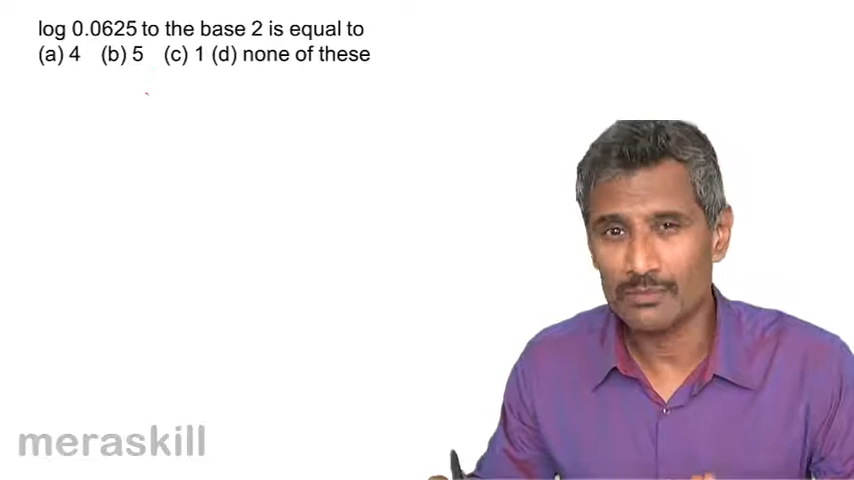 log 0.0625 to the base 2 is equal to
(a) 4 (b) 5 (c) 1 (d) none of these
meraskill